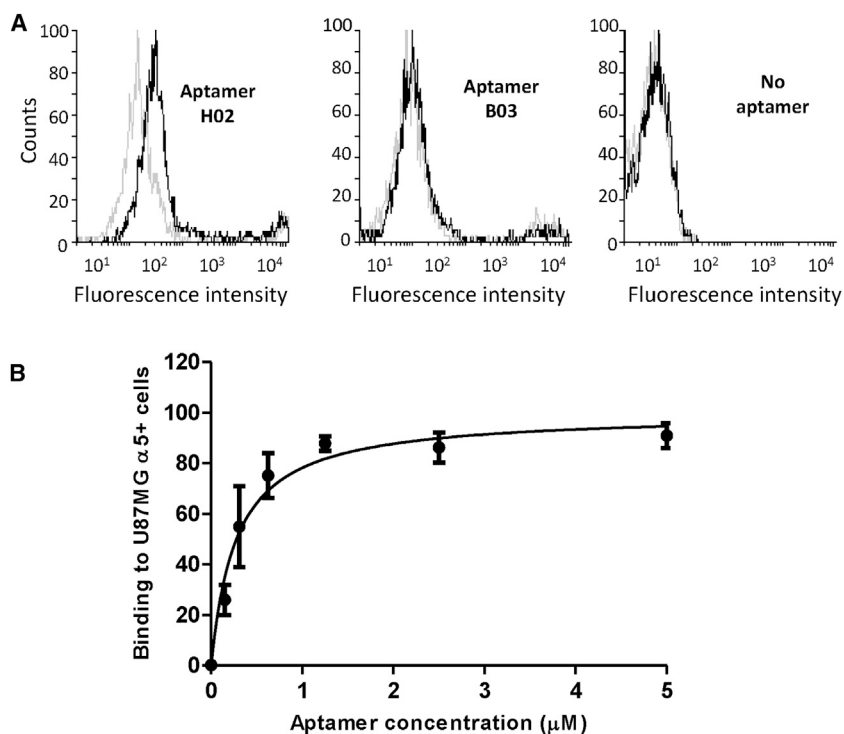 A
100
80
60
40
20
0
Counts
Aptamer
H02
10¹ 10² 10³ 10⁴
Fluorescence intensity
100
80
60
40
20
0
Aptamer
B03
10¹ 10² 10³ 10⁴
Fluorescence intensity
100
80
60
40
20
0
No
aptamer
10¹ 10² 10³ 10⁴
Fluorescence intensity
B
120
100
80
60
40
20
0
Binding to U87MG α5+ cells
0 1 2 3 4 5
Aptamer concentration (μM)